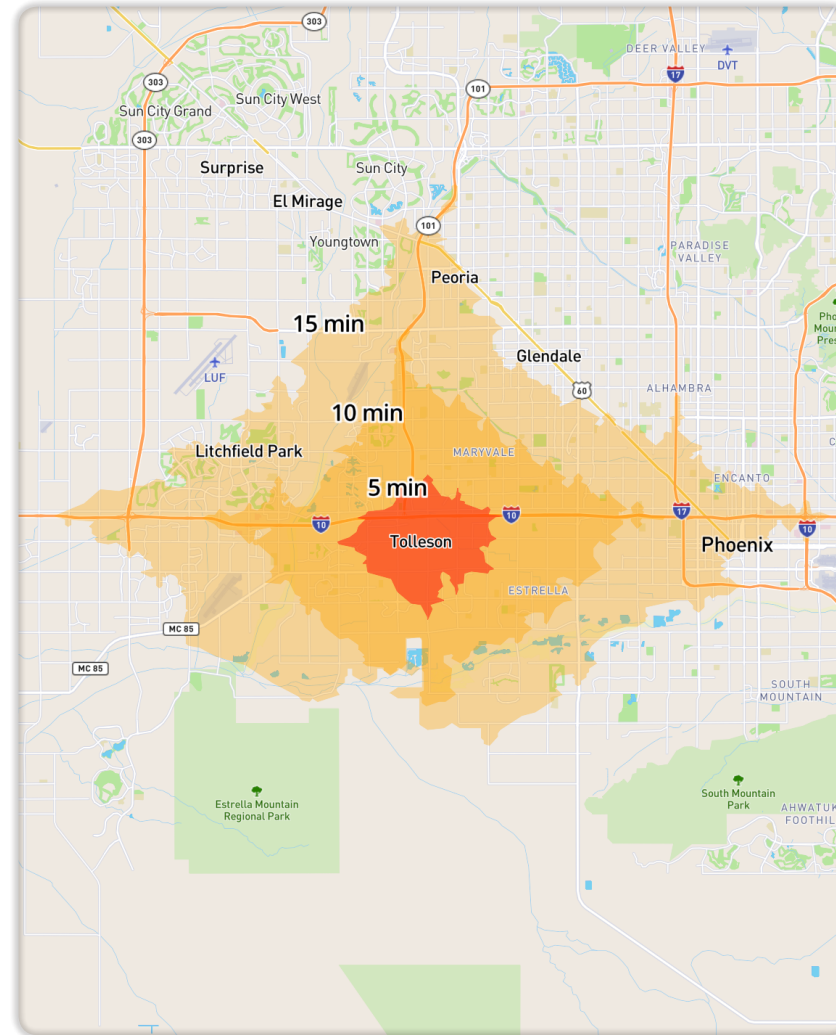 303
DEER VALLEY
DVT
17
303
101
Sun City West
Sun City Grand
303
Surprise
Sun City
El Mirage
101
Youngtown
PARADISE
VALLEY
Peoria
15 min
Glendale
LUF
60
ALHAMBRA
10 min
Litchfield Park
MARYVALE
ENCANTO
5 min
10
10
17
10
Tolleson
Phoenix
ESTRELLA
MC 85
MC 85
SOUTH
MOUNTAIN
Estrella Mountain
Regional Park
South Mountain
Park
AHWATUK
FOOTHIL